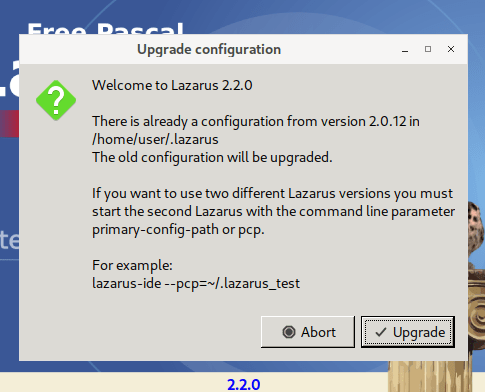 Free Pascal
Upgrade configuration
Welcome to Lazarus 2.2.0
There is already a configuration from version 2.0.12 in
/home/user/.lazarus
The old configuration will be upgraded.
If you want to use two different Lazarus versions you must
start the second Lazarus with the command line parameter
primary-config-path or pcp.
For example:
lazarus-ide --pcp=~/.lazarus_test
Abort
Upgrade
2.2.0